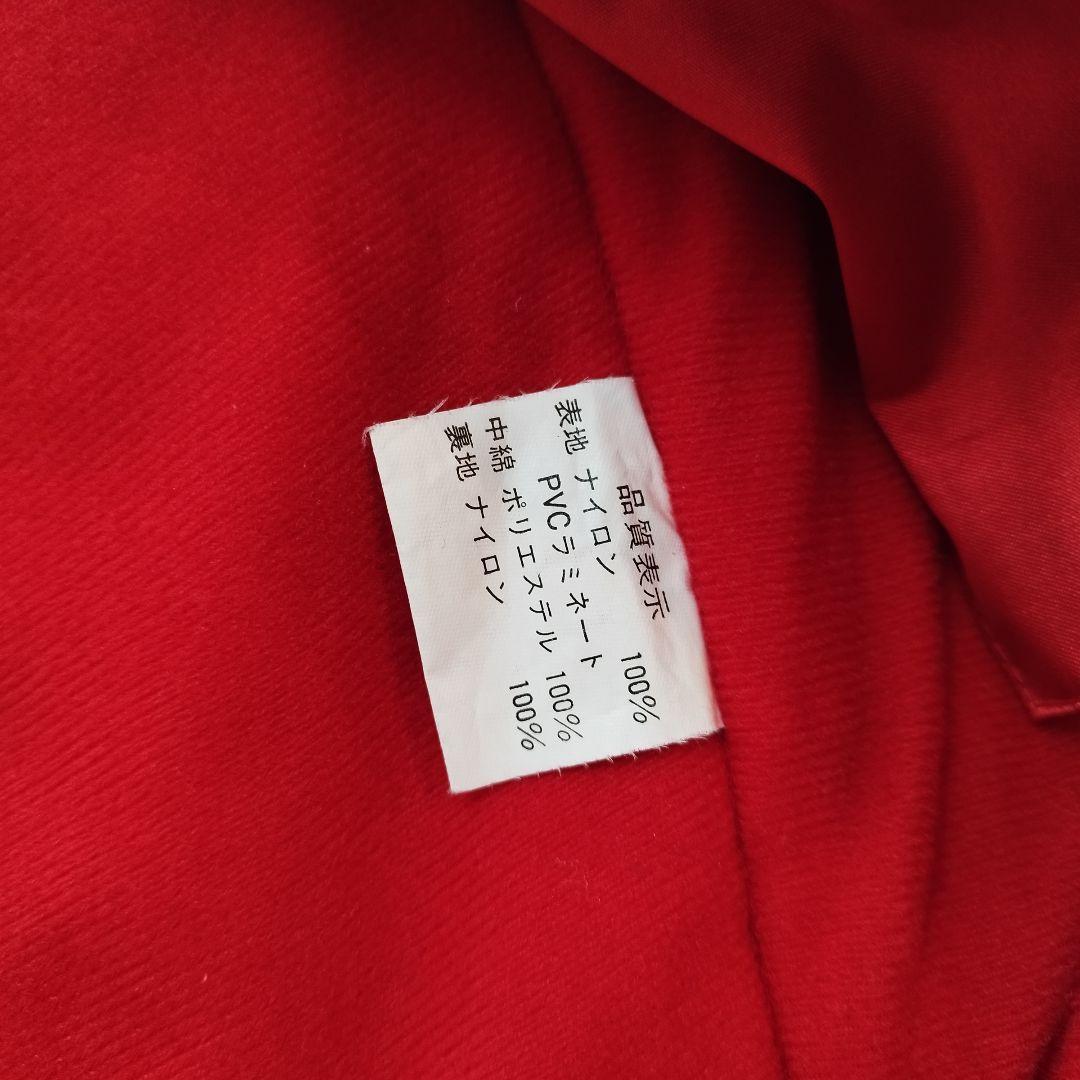 品質表示
表地 ナイロン 100%
PVCラミネート
中綿 ポリエステル 100%
裏地 ナイロン 100%